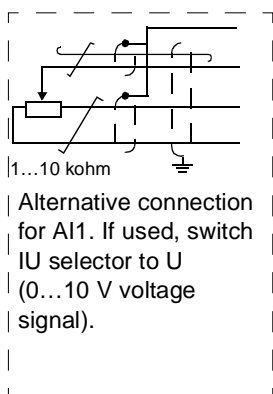 1…10 kohm
Alternative connection
for AI1. If used, switch
IU selector to U
(0…10 V voltage
signal).